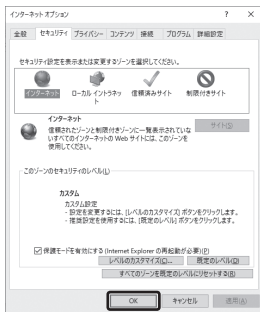 インターネット オプション ? ×
全般 セキュリティ プライバシー コンテンツ 接続 プログラム 詳細設定
セキュリティ設定を表示または変更するゾーンを選択してください。
インターネット ローカル イントラネッ 信頼済みサイト 制限付きサイト
ト
インターネット
サイト(S)
信頼されたゾーンと制限付きゾーンに一覧表示されていな
いすべてのインターネットの Web サイトには、このゾーンを
使用してください。
このゾーンのセキュリティのレベル(L)
カスタム
カスタム設定
- 設定を変更するには、[レベルのカスタマイズ] ボタンをクリックします。
- 推奨設定を使用するには、[既定のレベル] ボタンをクリックします。
保護モードを有効にする (Internet Explorer の再起動が必要)(P)
レベルのカスタマイズ(C)... 既定のレベル(D)
すべてのゾーンを既定のレベルにリセットする(R)
OK キャンセル 適用(A)